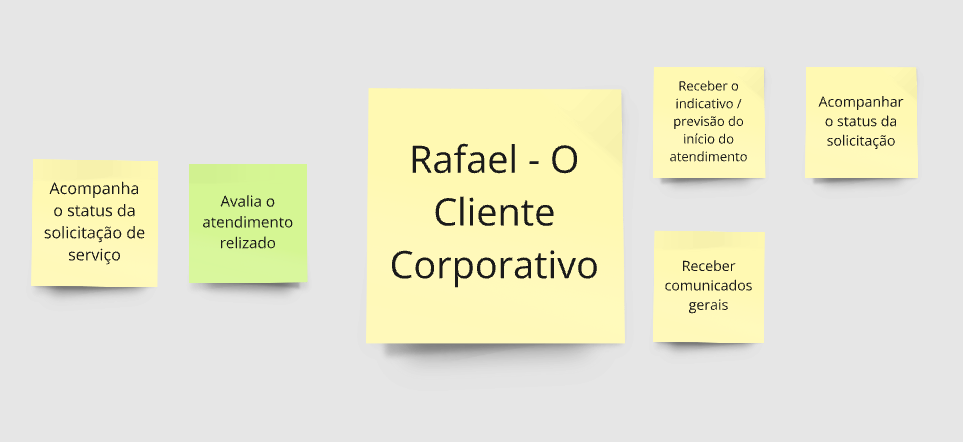 Acompanha
o status da
solicitação de
serviço
Avalia o
atendimento
relizado
Rafael - O
Cliente
Corporativo
Receber o
indicativo /
previsão do
início do
atendimento
Acompanhar
o status da
solicitação
Receber
comunicados
gerais